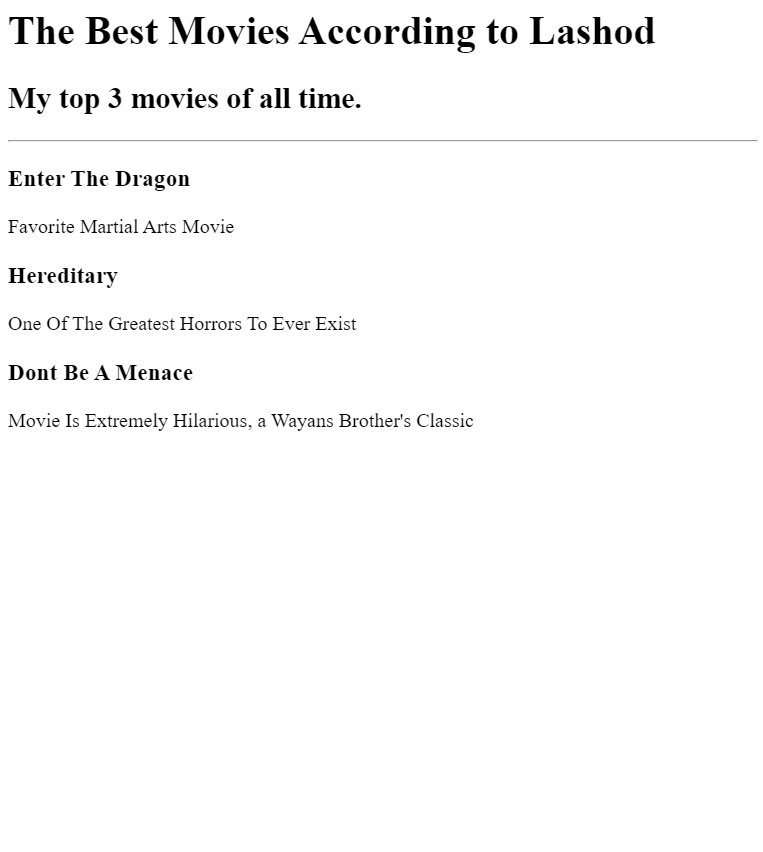 The Best Movies According to Lashod
My top 3 movies of all time.
Enter The Dragon
Favorite Martial Arts Movie
Hereditary
One Of The Greatest Horrors To Ever Exist
Dont Be A Menace
Movie Is Extremely Hilarious, a Wayans Brother's Classic